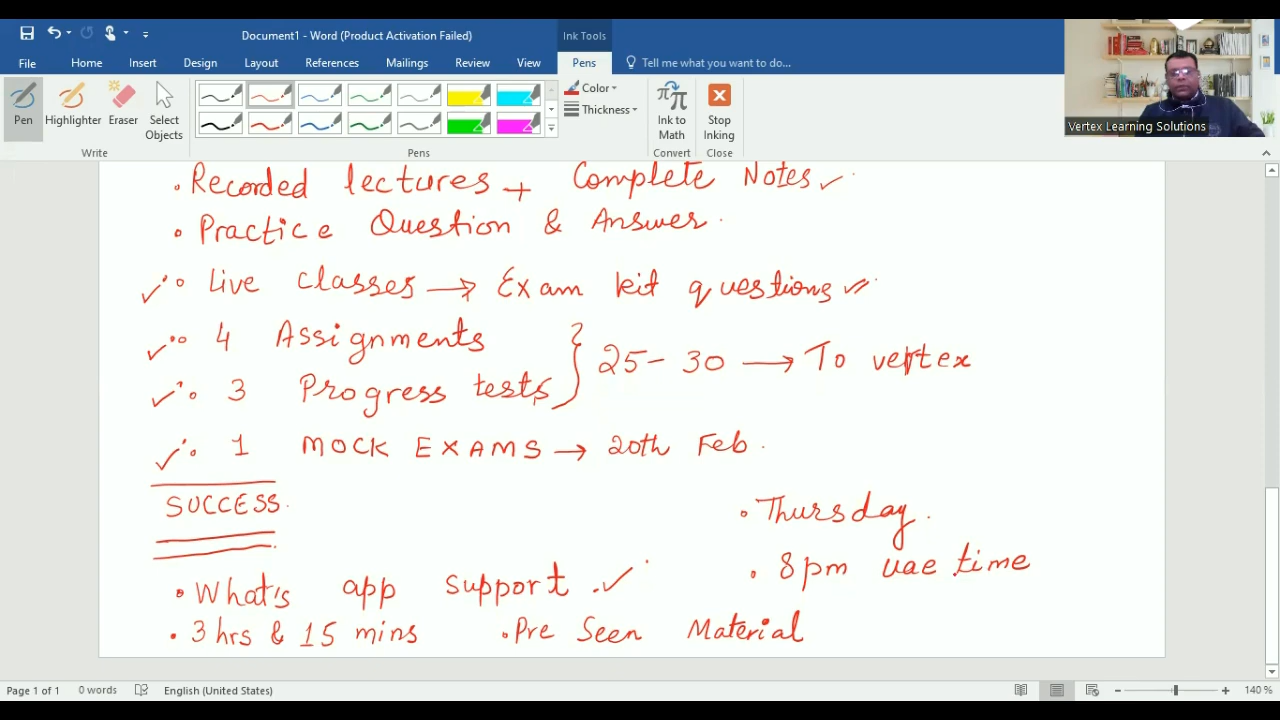 Document1 - Word (Product Activation Failed)
Ink Tools
File Home Insert Design Layout References Mailings Review View Pens Tell me what you want to do...
Pen Highlighter Eraser Select Objects
Color
Thickness
Ink to Math
Stop Inking
Write Pens Convert Close
Vertex Learning Solutions
• Recorded lectures + Complete Notes ✓
• Practice Question & Answer.
✓ • Live classes → Exam kit questions ✓
✓ • 4 Assignments } 25 - 30 → To vertex
✓ • 3 Progress tests
✓ • 1 MOCK EXAMS → 20th Feb.
SUCCESS.
• Thursday.
• 8pm uae time
• What's app support. ✓
• 3 hrs & 15 mins • Pre Seen Material
Page 1 of 1 0 words English (United States) 140 %